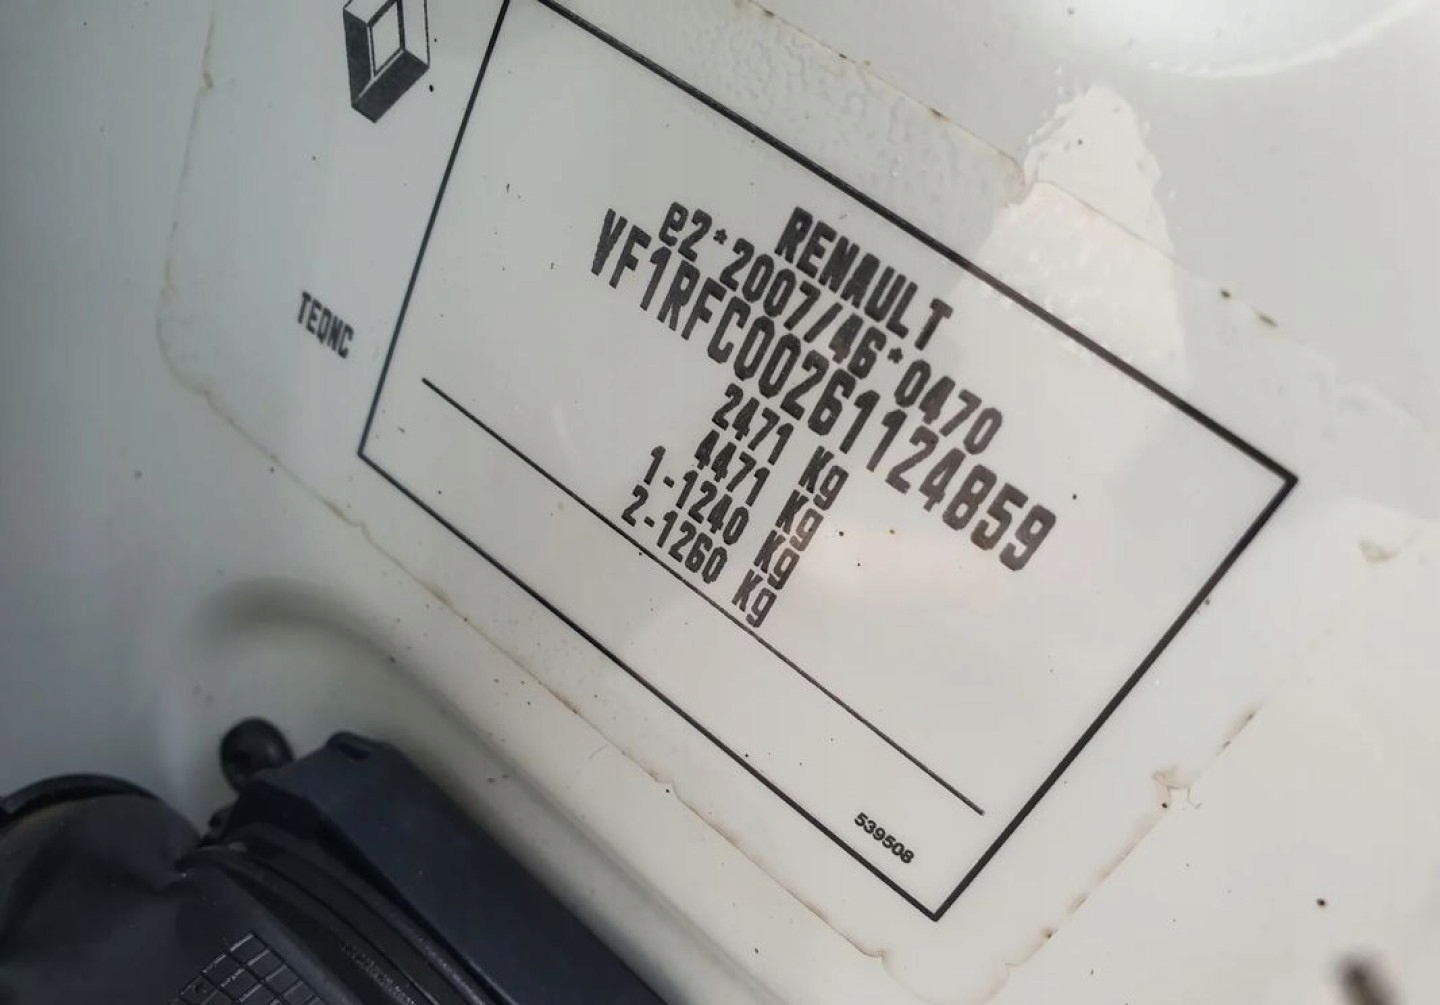 RENAULT
e2*2007/46*0470
VF1RFC00261124859
2471 Kg
4471 Kg
1-1240 Kg
2-1260 Kg
TEQNC
539508